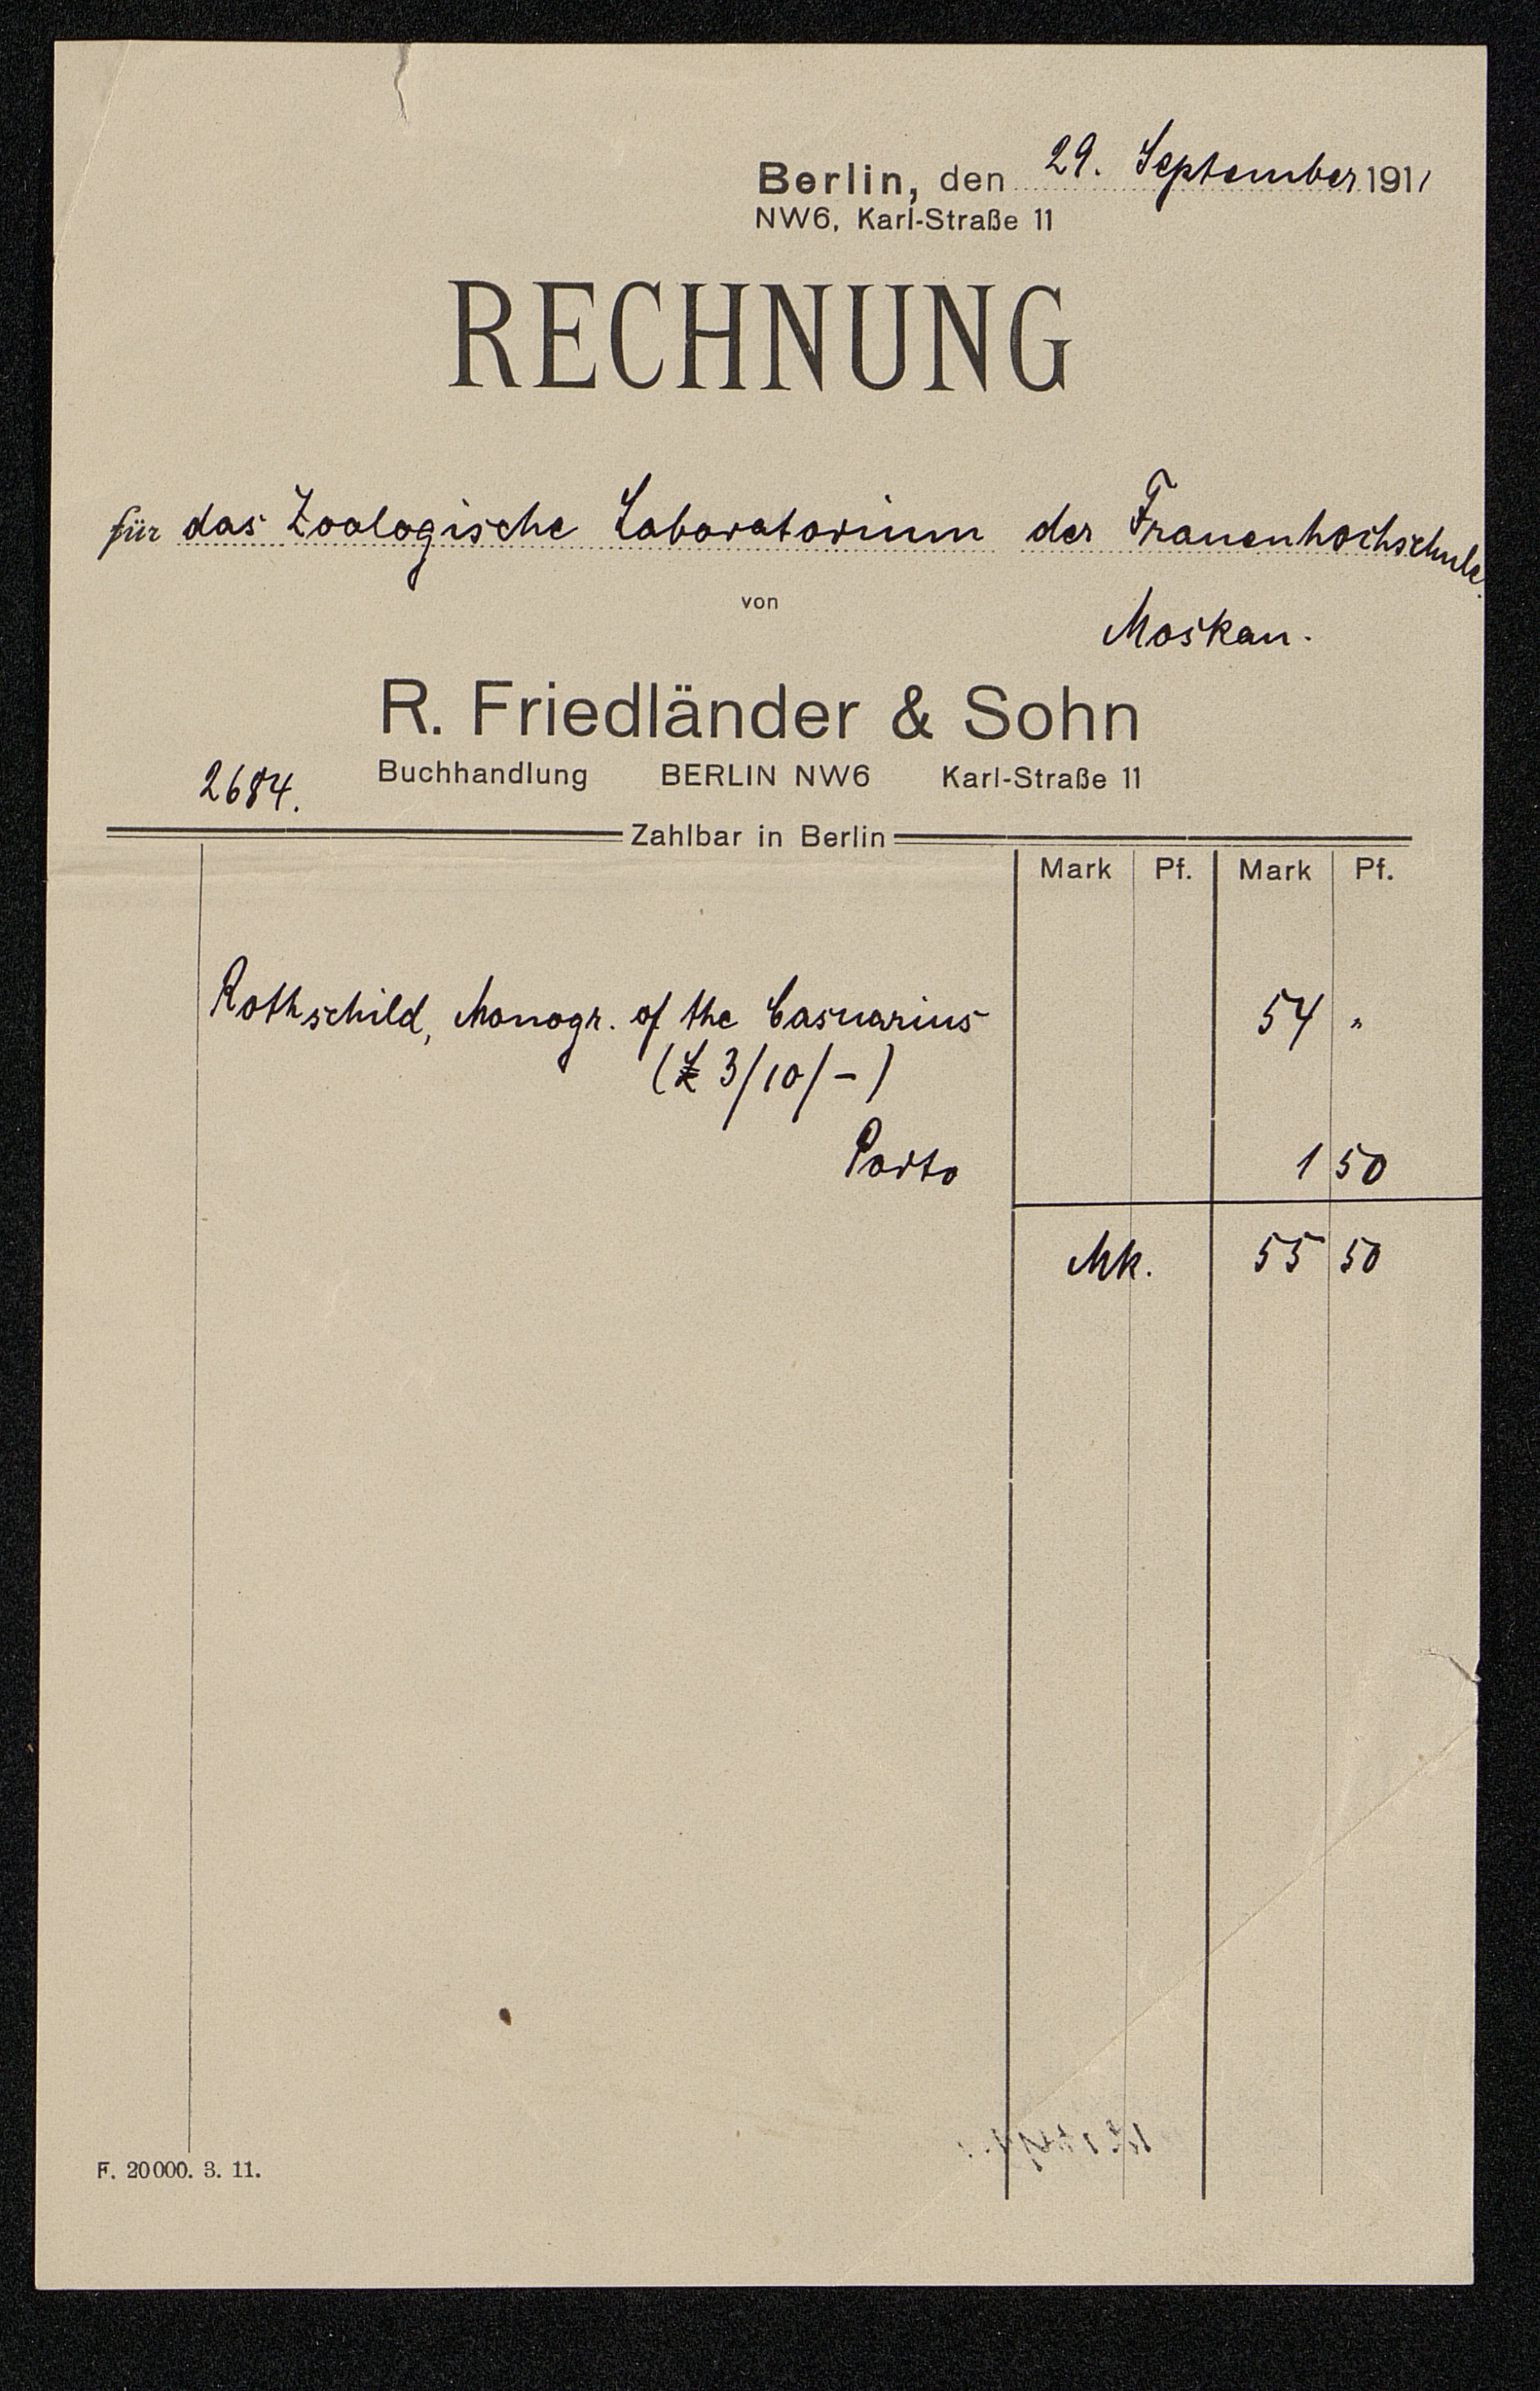 Berlin, den 29. September 1911
NW6, Karl-Straße 11
RECHNUNG
für das Zoologische Laboratorium der Frauenhochschule
von
Moskau.
R. Friedländer & Sohn
2684.
Buchhandlung BERLIN NW6 Karl-Straße 11
Zahlbar in Berlin
Mark Pf. Mark Pf.
Rothschild, Monogr. of the Casuarius 54 "
(£ 3/10/-)
Porto 1 50
Mk. 55 50
F. 20000. 3. 11.